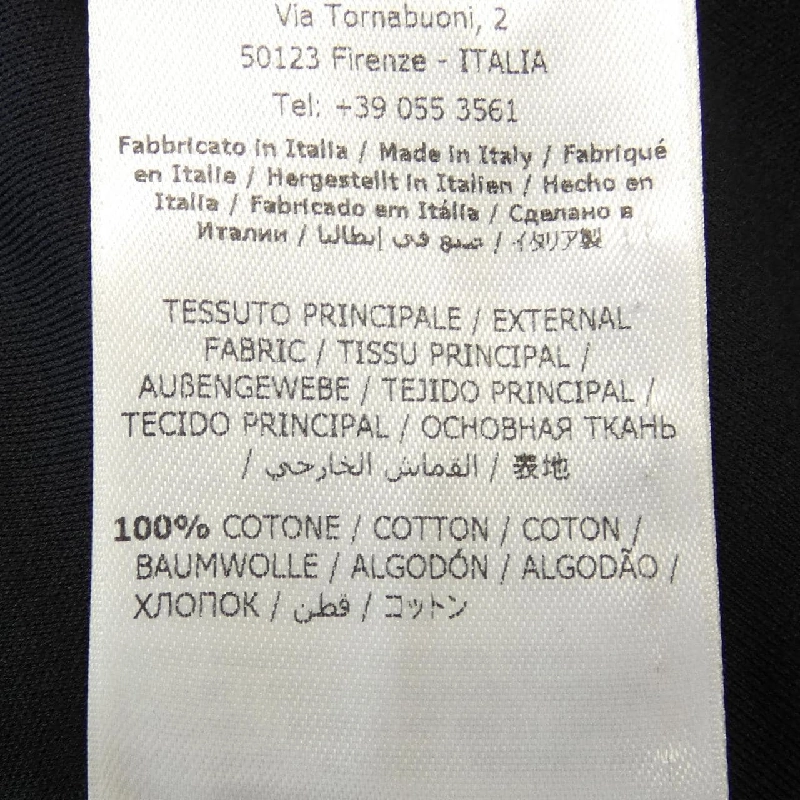 Via Tornabuoni, 2
50123 Firenze - ITALIA
Tel: +39 055 3561
Fabbricato in Italia / Made in Italy / Fabriqué
en Italie / Hergestellt in Italien / Hecho en
Italia / Fabricado em Itália / Сделано в
Италии / صنع في إيطاليا / イタリア製
TESSUTO PRINCIPALE / EXTERNAL
FABRIC / TISSU PRINCIPAL /
AUßENGEWEBE / TEJIDO PRINCIPAL /
TECIDO PRINCIPAL / ОСНОВНАЯ ТКАНЬ
/ القماش الخارجي / 表地
100% COTONE / COTTON / COTON /
BAUMWOLLE / ALGODÓN / ALGODÃO /
ХЛОПОК / قطن / コットン